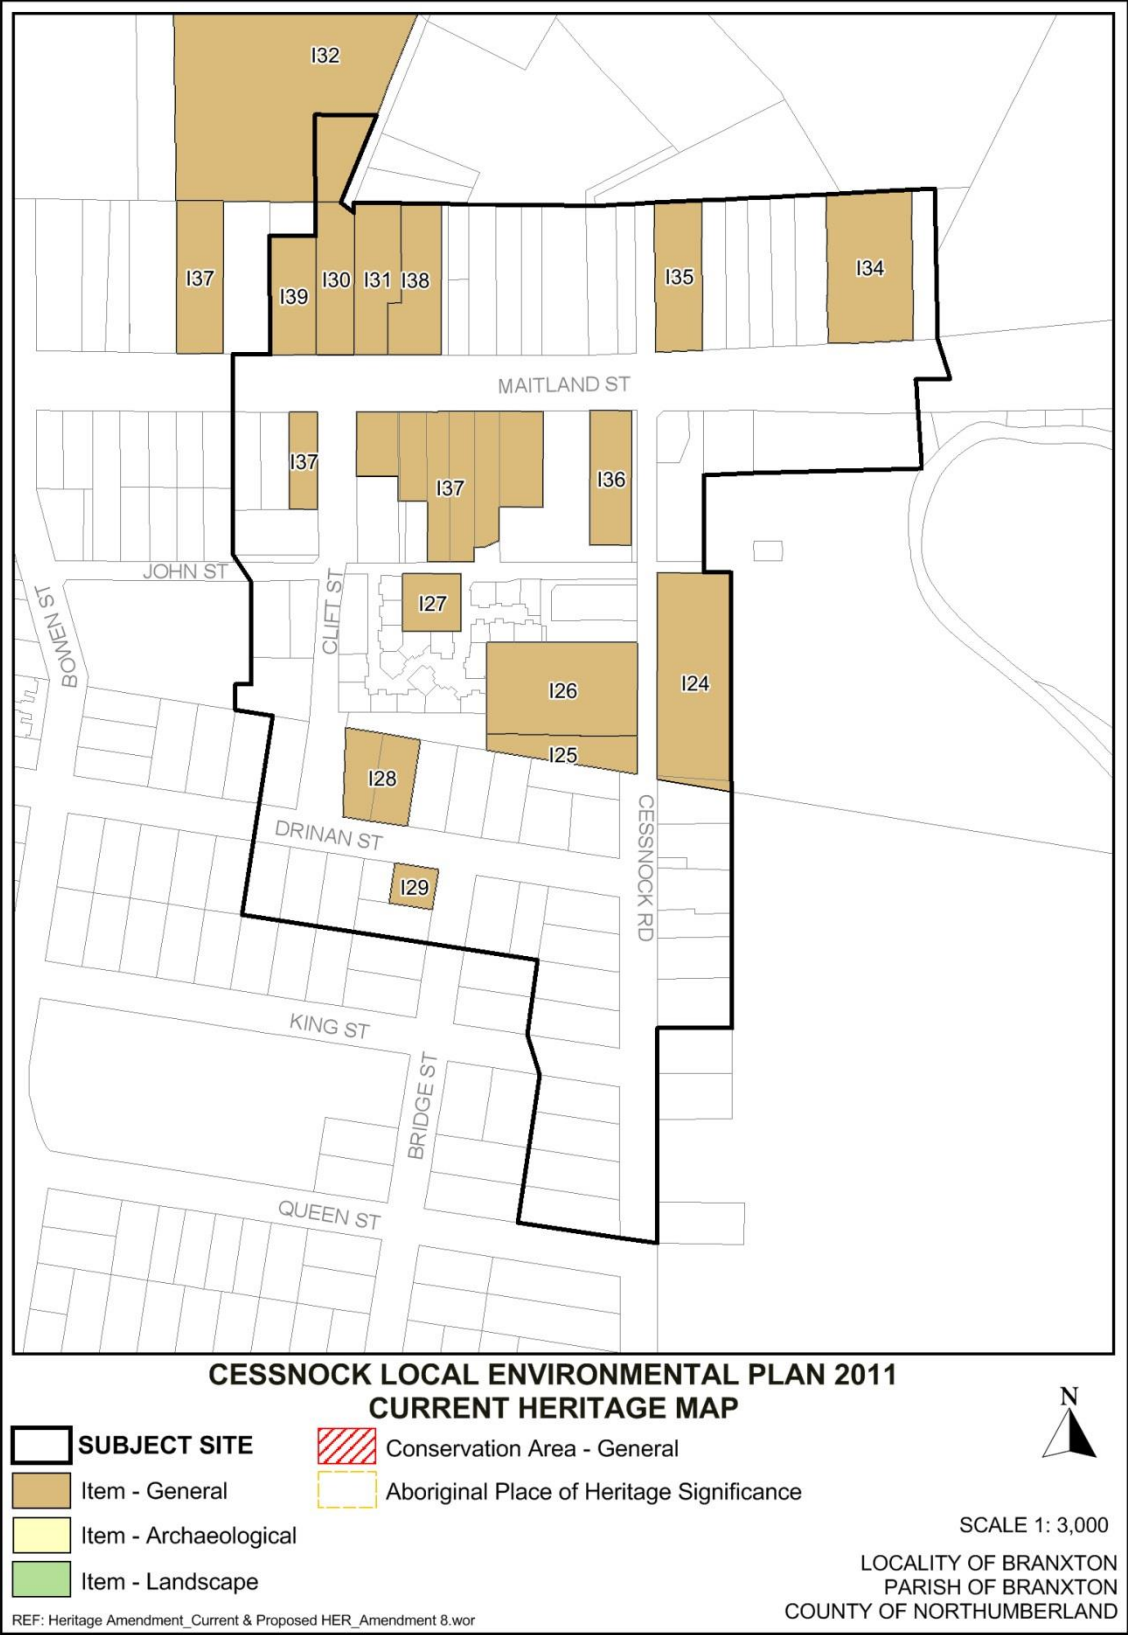 I32
I37
I39
I30
I31
I38
I35
I34
MAITLAND ST
I37
I37
I36
JOHN ST
CLIFT ST
BOWEN ST
I27
I26
I24
I25
I28
DRINAN ST
CESSNOCK RD
I29
KING ST
BRIDGE ST
QUEEN ST
CESSNOCK LOCAL ENVIRONMENTAL PLAN 2011
CURRENT HERITAGE MAP
N
SUBJECT SITE
Item - General
Item - Archaeological
Item - Landscape
Conservation Area - General
Aboriginal Place of Heritage Significance
SCALE 1: 3,000
LOCALITY OF BRANXTON
PARISH OF BRANXTON
COUNTY OF NORTHUMBERLAND
REF: Heritage Amendment_Current & Proposed HER_Amendment 8.wor